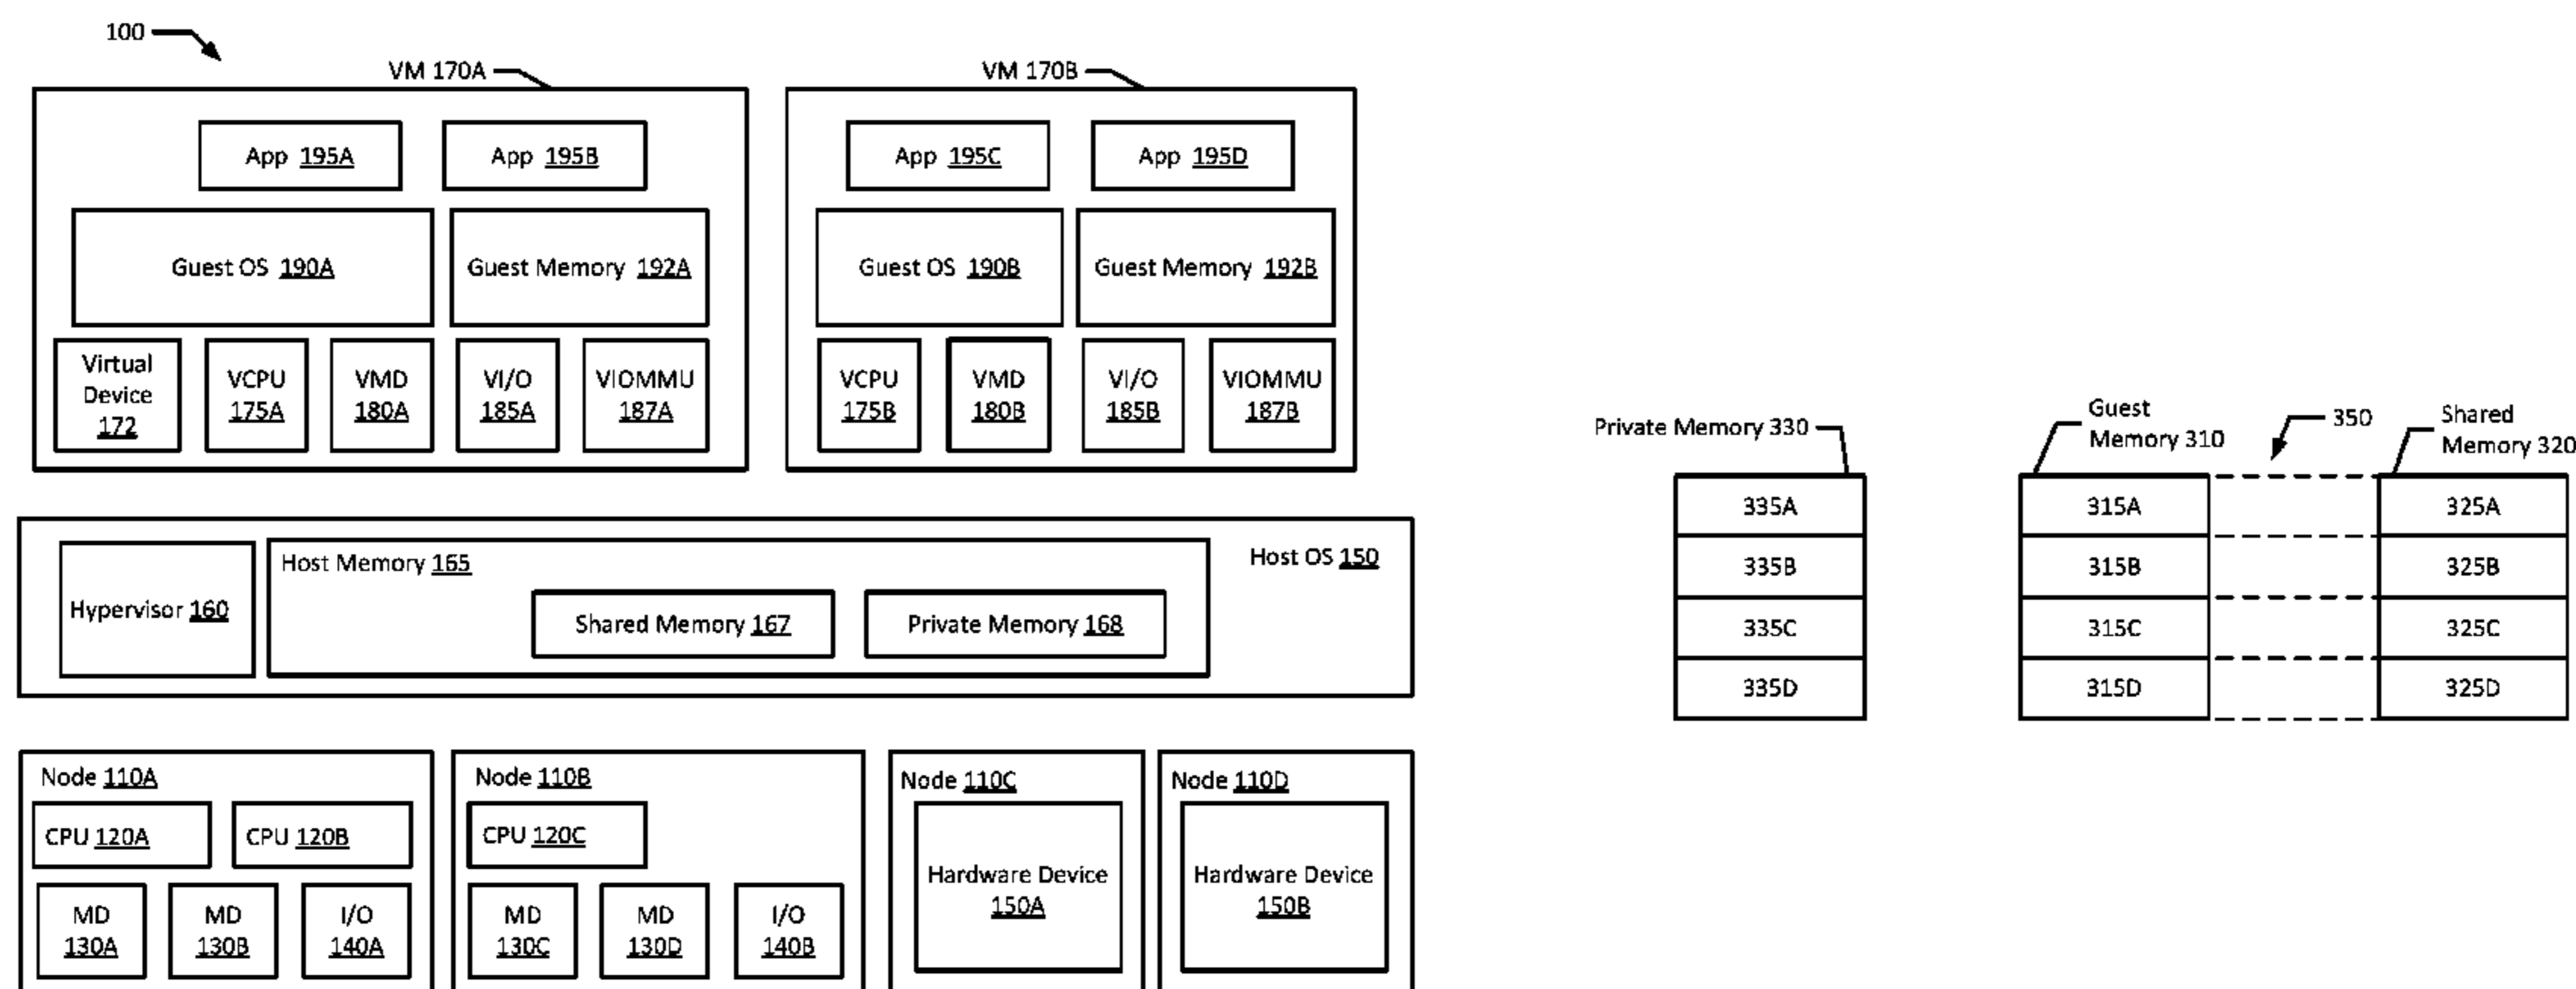 100
VM 170A
VM 170B
App 195A
App 195B
App 195C
App 195D
Guest OS 190A
Guest Memory 192A
Guest OS 190B
Guest Memory 192B
Virtual
Device
172
VCPU
175A
VMD
180A
VI/O
185A
VIOMMU
187A
VCPU
175B
VMD
180B
VI/O
185B
VIOMMU
187B
Hypervisor 160
Host Memory 165
Shared Memory 167
Private Memory 168
Host OS 150
Node 110A
CPU 120A
CPU 120B
MD
130A
MD
130B
I/O
140A
Node 110B
CPU 120C
MD
130C
MD
130D
I/O
140B
Node 110C
Hardware Device
150A
Node 110D
Hardware Device
150B
Private Memory 330
335A
335B
335C
335D
Guest
Memory 310
315A
315B
315C
315D
350
Shared
Memory 320
325A
325B
325C
325D